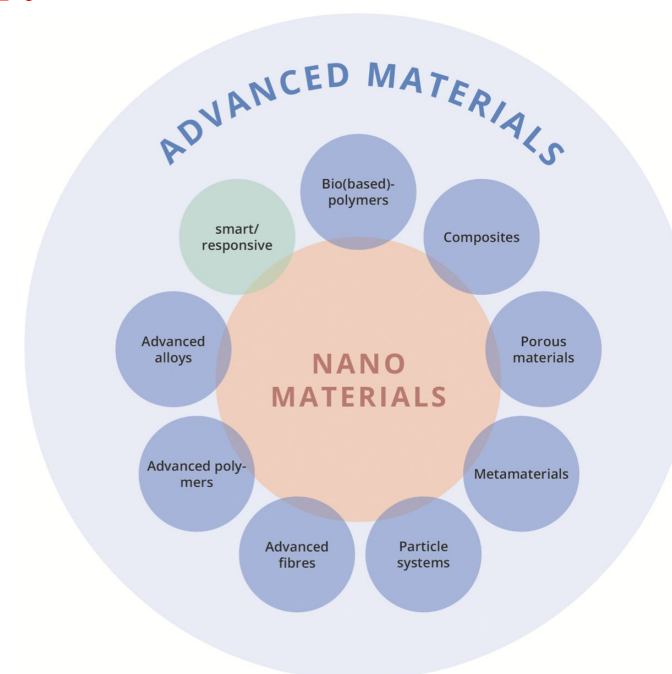 ADVANCED MATERIALS
Bio(based)-
polymers
smart/
responsive
Composites
Advanced
alloys
Porous
materials
NANO
MATERIALS
Advanced poly-
mers
Metamaterials
Advanced
fibres
Particle
systems